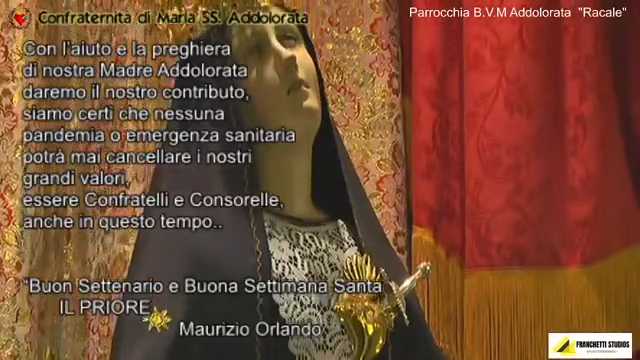 Confraternita di Maria SS. Addolorata
Parrocchia B.V.M Addolorata "Racale"
Con l'aiuto e la preghiera
di nostra Madre Addolorata
daremo il nostro contributo,
siamo certi che nessuna
pandemia o emergenza sanitaria
potrà mai cancellare i nostri
grandi valori,
essere Confratelli e Consorelle,
anche in questo tempo..
"Buon Settenario e Buona Settimana Santa
IL PRIORE
Maurizio Orlando
FRANCHETTI STUDIOS